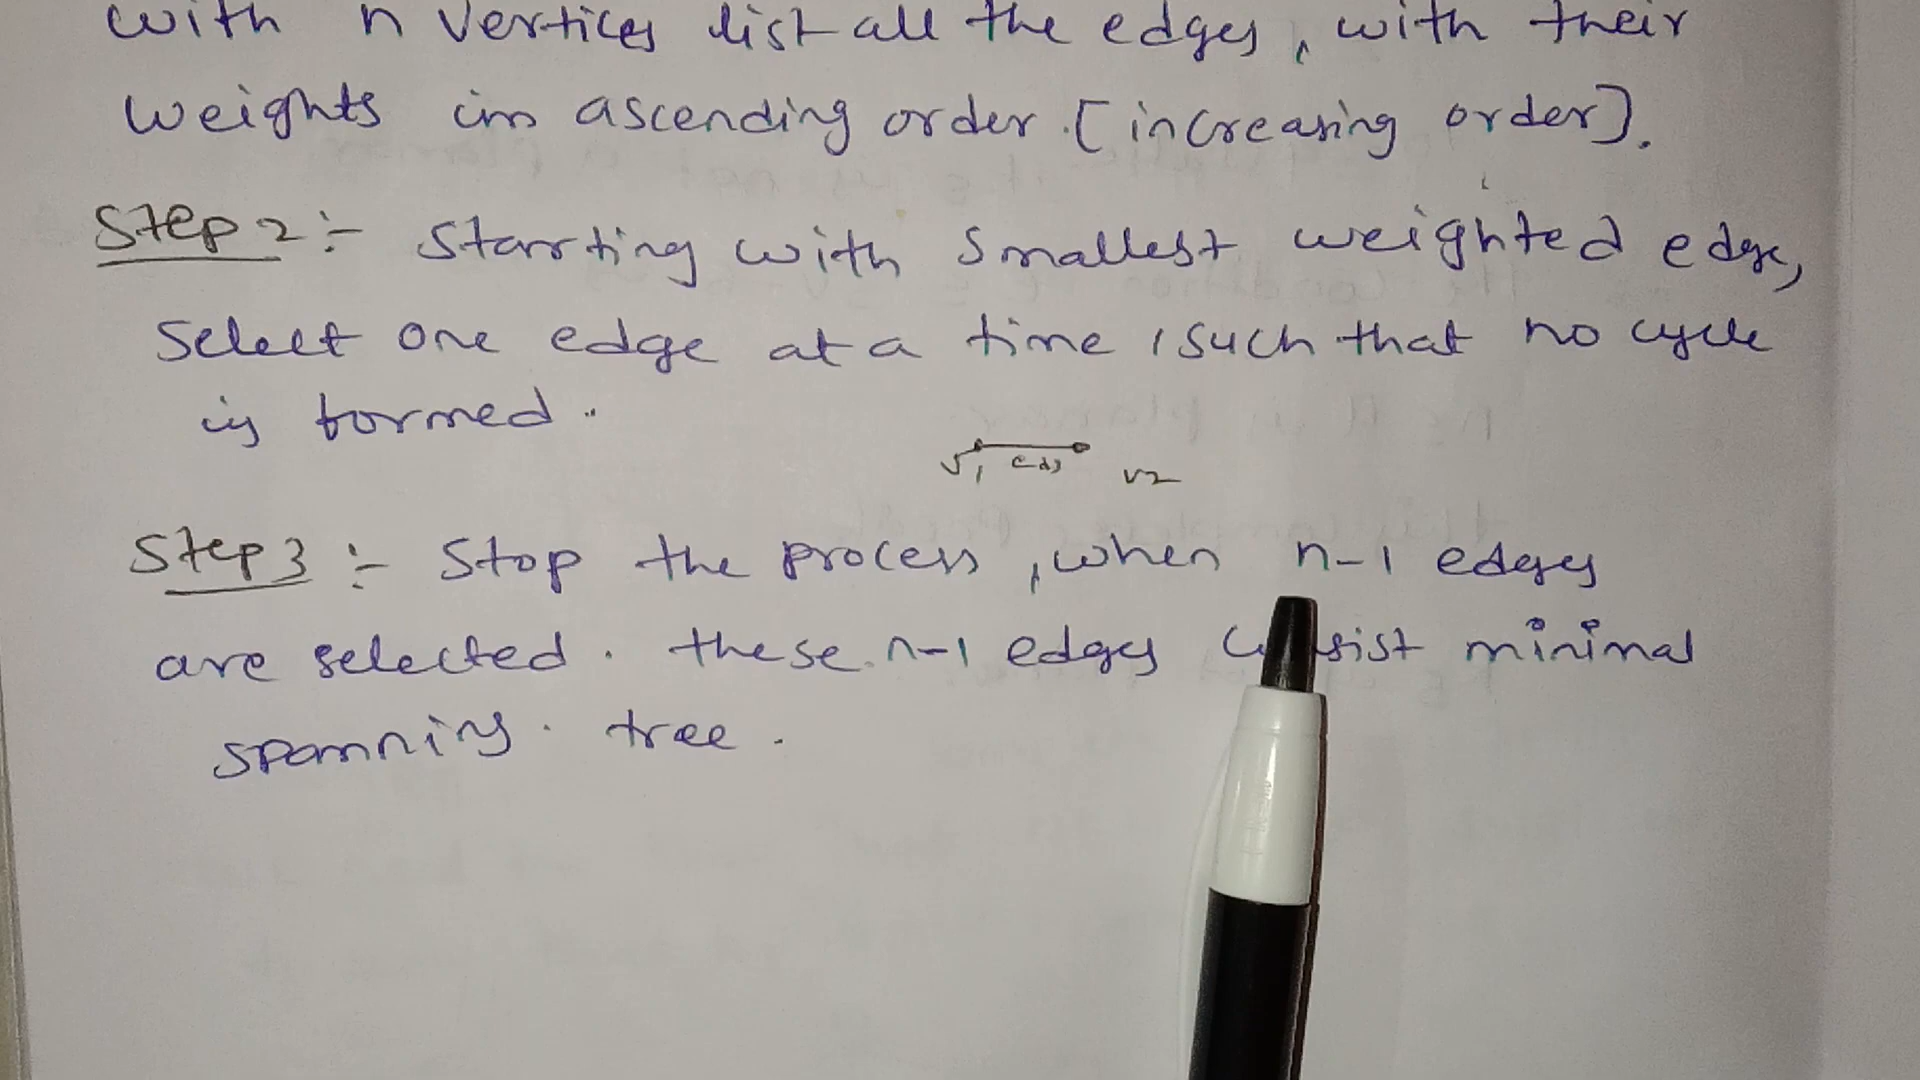 with n vertices list all the edges, with their
weights in ascending order. [increasing order].
Step 2 :- Starting with smallest weighted edge,
Select one edge at a time, such that no cycle
is formed.
V1 edg V2
Step 3 :- Stop the process, when n-1 edges
are selected. these n-1 edges minimal
spanning tree.